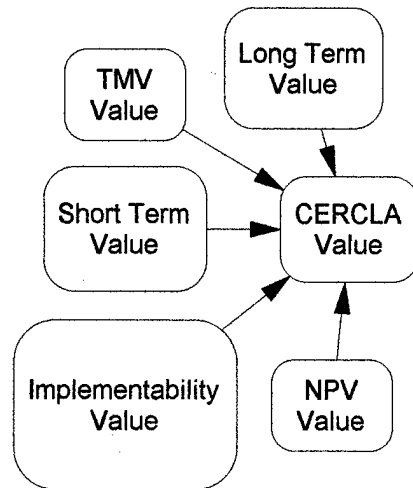 Long Term
Value
TMV
Value
Short Term
Value
CERCLA
Value
Implementability
Value
NPV
Value